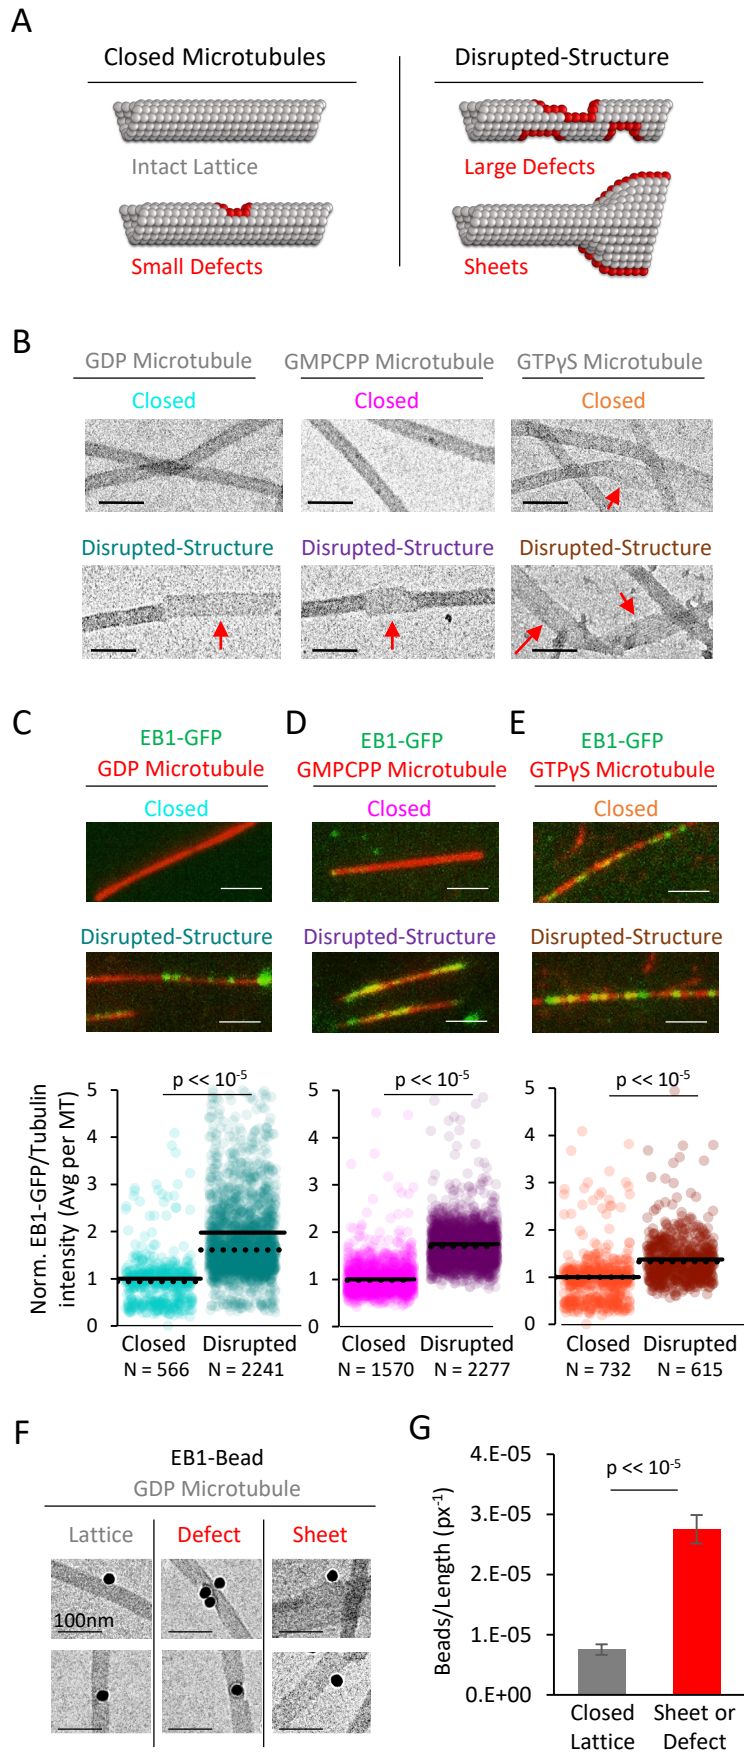 A
Closed Microtubules
Disrupted-Structure
Intact Lattice
Large Defects
Small Defects
Sheets
B
GDP Microtubule
GMPCPP Microtubule
GTPγS Microtubule
Closed
Closed
Closed
Disrupted-Structure
Disrupted-Structure
Disrupted-Structure
C
EB1-GFP
GDP Microtubule
Closed
Disrupted-Structure
D
EB1-GFP
GMPCPP Microtubule
Closed
Disrupted-Structure
E
EB1-GFP
GTPγS Microtubule
Closed
Disrupted-Structure
Norm. EB1-GFP/Tubulin
intensity (Avg per MT)
p << 10⁻⁵
5
4
3
2
1
0
Closed
Disrupted
N = 566
N = 2241
p << 10⁻⁵
5
4
3
2
1
0
Closed
Disrupted
N = 1570
N = 2277
p << 10⁻⁵
5
4
3
2
1
0
Closed
Disrupted
N = 732
N = 615
F
EB1-Bead
GDP Microtubule
Lattice
Defect
Sheet
100nm
G
Beads/Length (px⁻¹)
4.E-05
3.E-05
2.E-05
1.E-05
0.E+00
p << 10⁻⁵
Closed
Lattice
Sheet or
Defect